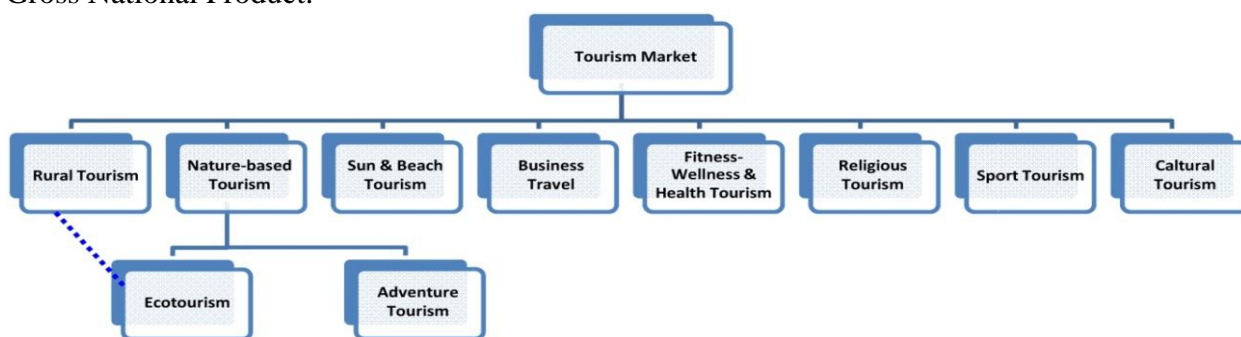 Gross National Product.
Tourism Market
Rural Tourism
Nature-based
Tourism
Sun & Beach
Tourism
Business
Travel
Fitness-
Wellness &
Health Tourism
Religious
Tourism
Sport Tourism
Caltural
Tourism
Ecotourism
Adventure
Tourism